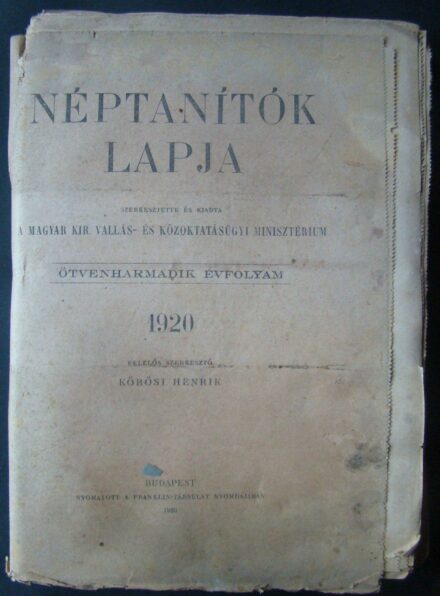 NÉPTANÍTÓK
LAPJA
SZERKESZTETTE ÉS KIADTA
A MAGYAR KIR. VALLÁS- ÉS KÖZOKTATÁSÜGYI MINISZTÉRIUM
ÖTVENHARMADIK ÉVFOLYAM
1920
FELELŐS SZERKESZTŐ
KŐRÖSI HENRIK
BUDAPEST
NYOMATOTT A FRANKLIN-TÁRSULAT NYOMDÁJÁBAN
1920